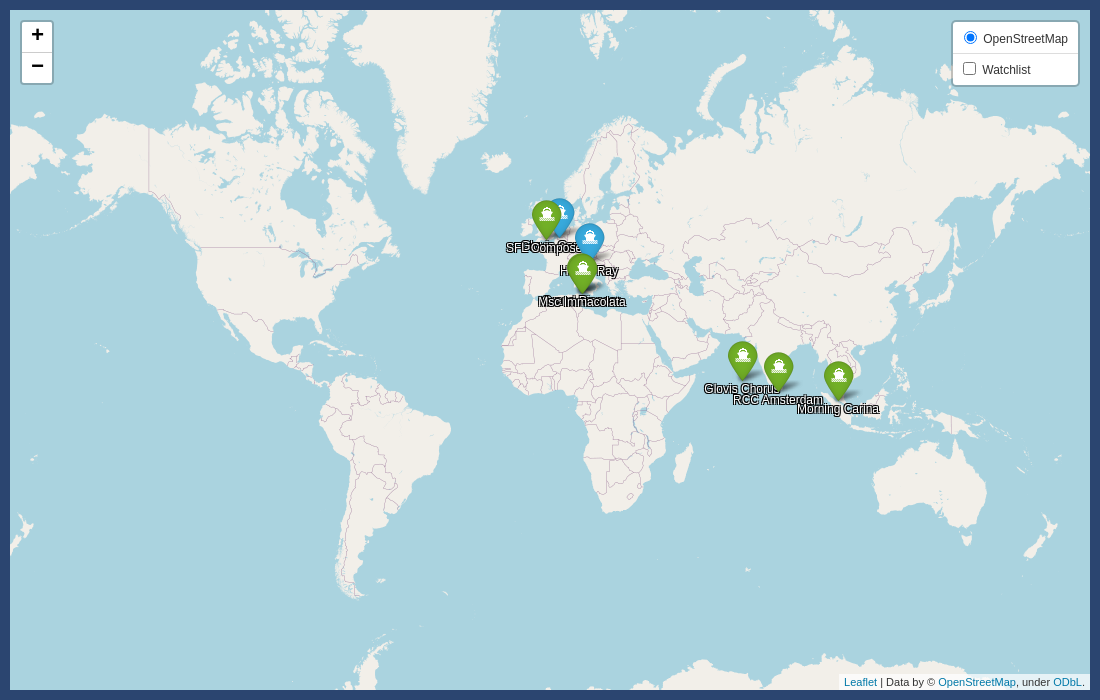 +
−
OpenStreetMap
Watchlist
SFL Composer
Ray
Msc Immacolata
Glovis Chorus
RCC Amsterdam
Morning Carina
Leaflet | Data by © OpenStreetMap, under ODbL.